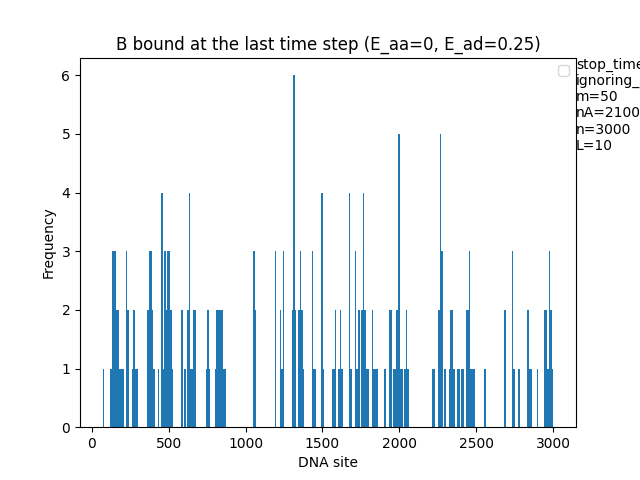 B bound at the last time step (E_aa=0, E_ad=0.25)
stop_time
ignoring_
m=50
nA=2100
n=3000
L=10
Frequency
6
5
4
3
2
1
0
0 500 1000 1500 2000 2500 3000
DNA site